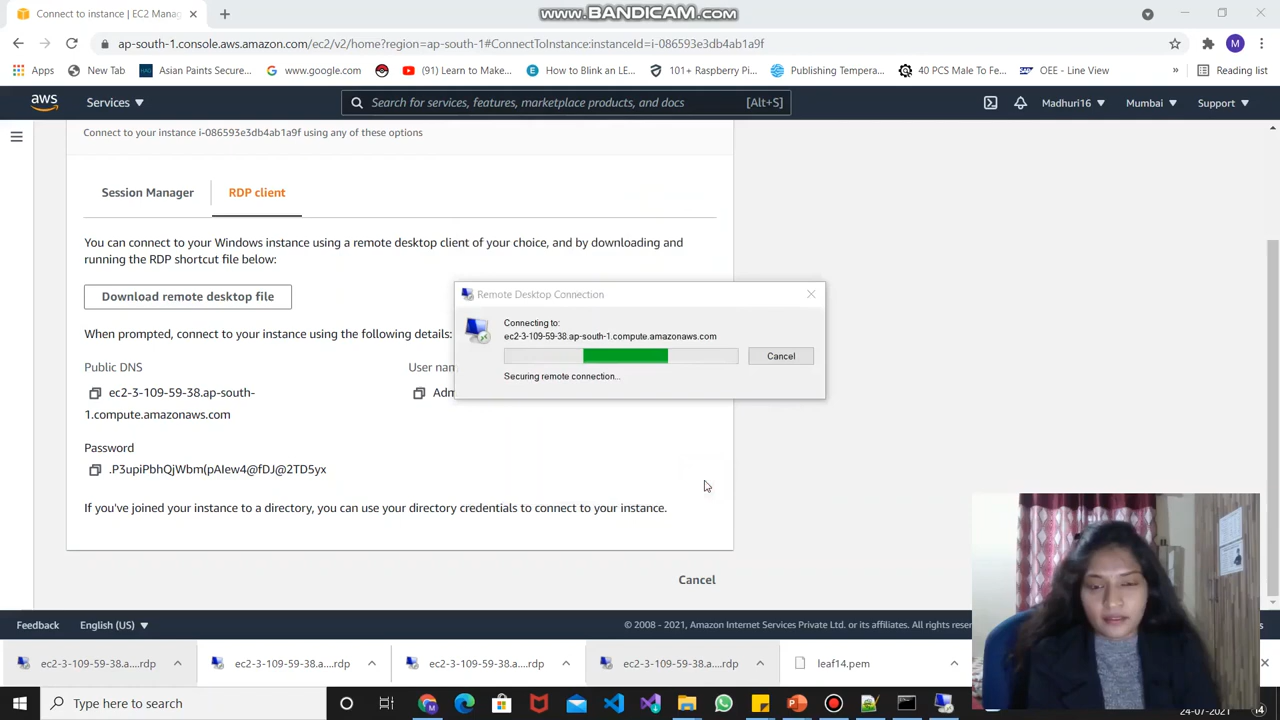 Connect to instance | EC2 Manag
www.BANDICAM.com
ap-south-1.console.aws.amazon.com/ec2/v2/home?region=ap-south-1#ConnectToInstance:instanceId=i-086593e3db4ab1a9f
M
Apps New Tab Asian Paints Secure... www.google.com (91) Learn to Make... How to Blink an LE... 101+ Raspberry Pi... Publishing Tempera... 40 PCS Male To Fe... SAP OEE - Line View » Reading list
aws Services Search for services, features, marketplace products, and docs [Alt+S] Madhuri16 Mumbai Support
Connect to your instance i-086593e3db4ab1a9f using any of these options
Session Manager RDP client
You can connect to your Windows instance using a remote desktop client of your choice, and by downloading and
running the RDP shortcut file below:
Download remote desktop file
When prompted, connect to your instance using the following details:
Public DNS User nam
ec2-3-109-59-38.ap-south-
1.compute.amazonaws.com
Adm
Password
.P3upiPbhQjWbm(pAIew4@fDJ@2TD5yx
If you've joined your instance to a directory, you can use your directory credentials to connect to your instance.
Cancel
Remote Desktop Connection
Connecting to:
ec2-3-109-59-38.ap-south-1.compute.amazonaws.com
Cancel
Securing remote connection...
Feedback English (US) © 2008 - 2021, Amazon Internet Services Private Ltd. or its affiliates. All rights rese
ec2-3-109-59-38.a....rdp ec2-3-109-59-38.a....rdp ec2-3-109-59-38.a....rdp ec2-3-109-59-38.a....rdp leaf14.pem
Type here to search
24-07-2021
14